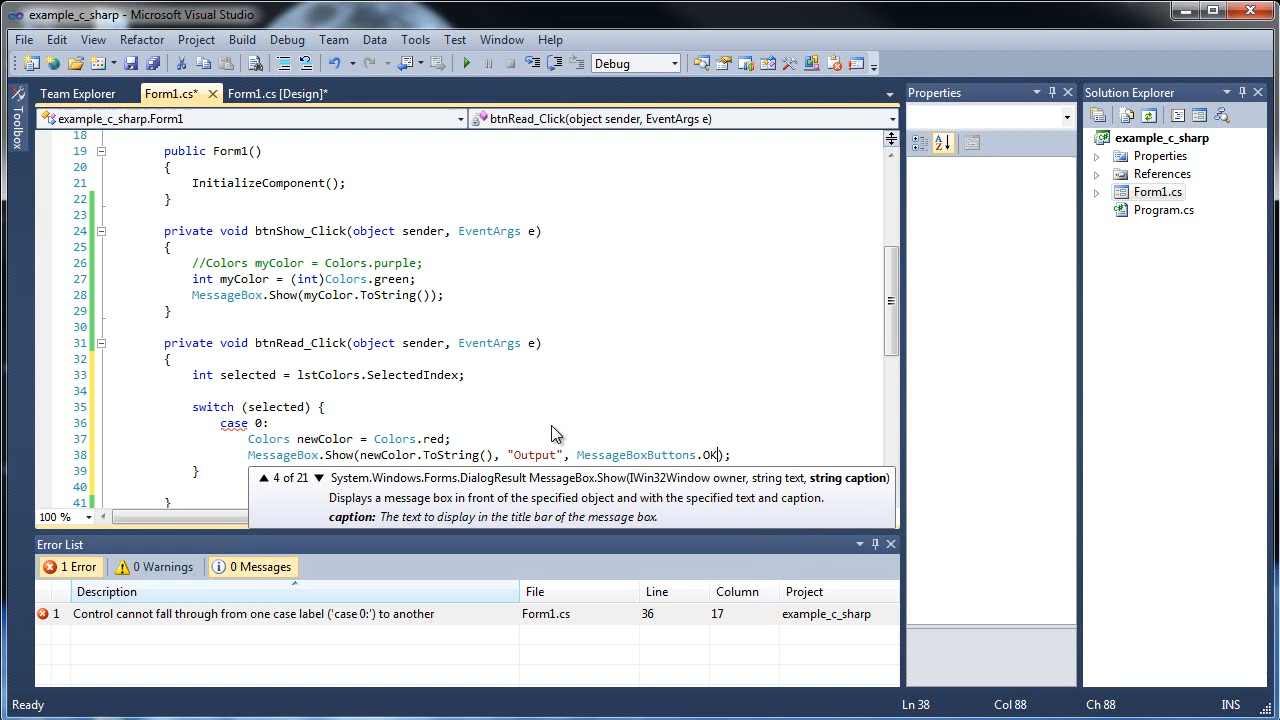 example_c_sharp - Microsoft Visual Studio
File Edit View Refactor Project Build Debug Team Data Tools Test Window Help
Debug
Toolbox
Team Explorer Form1.cs* Form1.cs [Design]*
example_c_sharp.Form1 btnRead_Click(object sender, EventArgs e)
18
19 public Form1()
20 {
21 InitializeComponent();
22 }
23
24 private void btnShow_Click(object sender, EventArgs e)
25 {
26 //Colors myColor = Colors.purple;
27 int myColor = (int)Colors.green;
28 MessageBox.Show(myColor.ToString());
29 }
30
31 private void btnRead_Click(object sender, EventArgs e)
32 {
33 int selected = lstColors.SelectedIndex;
34
35 switch (selected) {
36 case 0:
37 Colors newColor = Colors.red;
38 MessageBox.Show(newColor.ToString(), "Output", MessageBoxButtons.OK);
39 }
40
41 }
4 of 21 System.Windows.Forms.DialogResult MessageBox.Show(IWin32Window owner, string text, string caption)
Displays a message box in front of the specified object and with the specified text and caption.
caption: The text to display in the title bar of the message box.
100 %
Error List
1 Error 0 Warnings 0 Messages
Description File Line Column Project
1 Control cannot fall through from one case label ('case 0:') to another Form1.cs 36 17 example_c_sharp
Properties
Solution Explorer
example_c_sharp
Properties
References
Form1.cs
Program.cs
Ready Ln 38 Col 88 Ch 88 INS